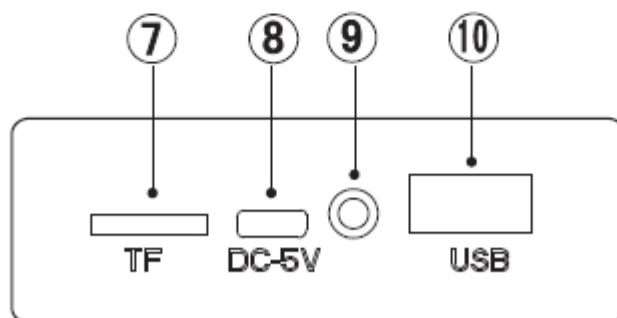 ⑦ ⑧ ⑨ ⑩
TF DC-5V USB